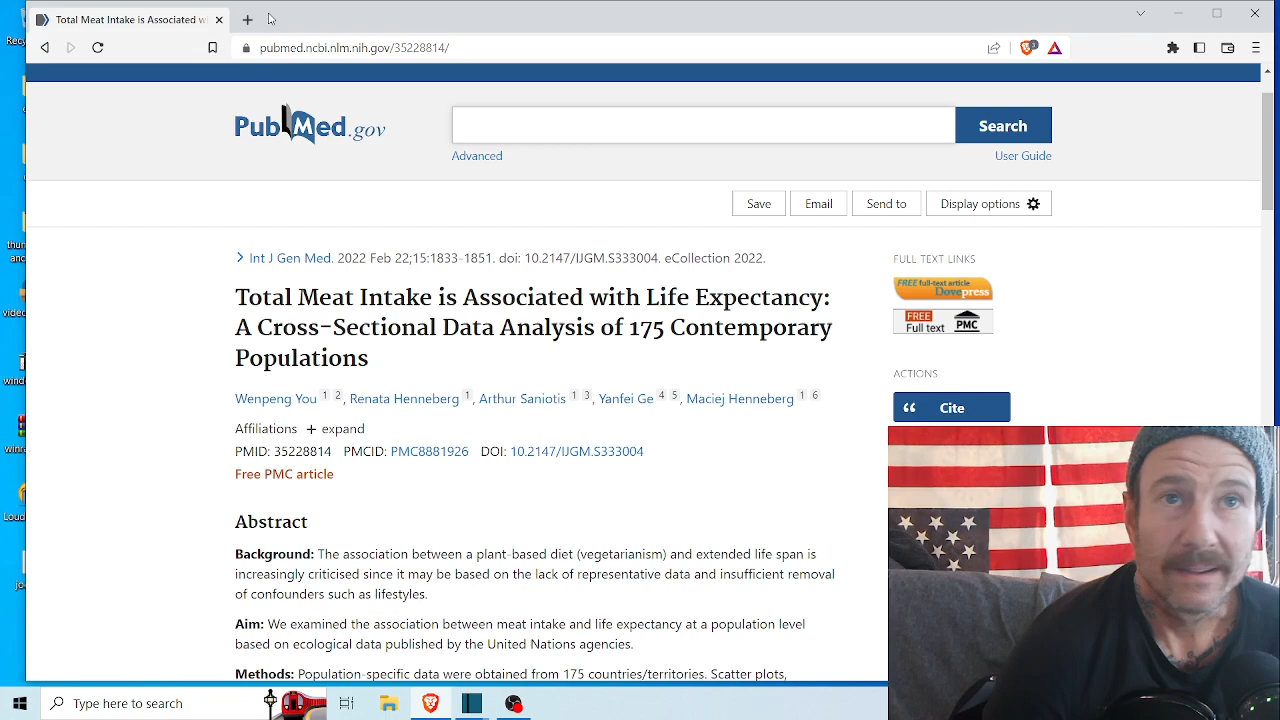 Total Meat Intake is Associated wi
pubmed.ncbi.nlm.nih.gov/35228814/
3
PubMed.gov
Search
Advanced
User Guide
Save
Email
Send to
Display options
Int J Gen Med. 2022 Feb 22;15:1833-1851. doi: 10.2147/IJGM.S333004. eCollection 2022.
Total Meat Intake is Associated with Life Expectancy:
A Cross-Sectional Data Analysis of 175 Contemporary
Populations
Wenpeng You 1 2, Renata Henneberg 1, Arthur Saniotis 1 3, Yanfei Ge 4 5, Maciej Henneberg 1 6
Affiliations + expand
PMID: 35228814 PMCID: PMC8881926 DOI: 10.2147/IJGM.S333004
Free PMC article
Abstract
Background: The association between a plant-based diet (vegetarianism) and extended life span is
increasingly criticised since it may be based on the lack of representative data and insufficient removal
of confounders such as lifestyles.
Aim: We examined the association between meat intake and life expectancy at a population level
based on ecological data published by the United Nations agencies.
Methods: Population-specific data were obtained from 175 countries/territories. Scatter plots,
FULL TEXT LINKS
FREE full-text article
Dovepress
FREE
Full text
PMC
ACTIONS
Cite
Type here to search